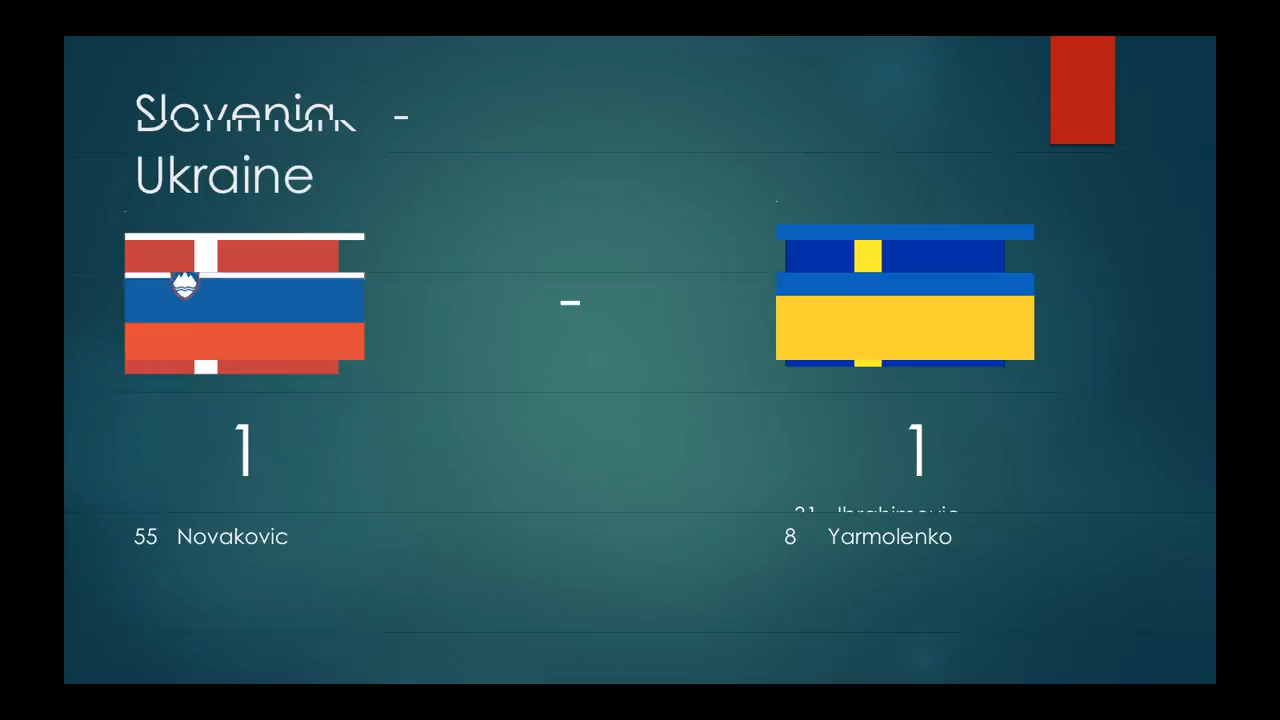 Slovenia -
Ukraine
-
1 1
55 Novakovic 8 Yarmolenko